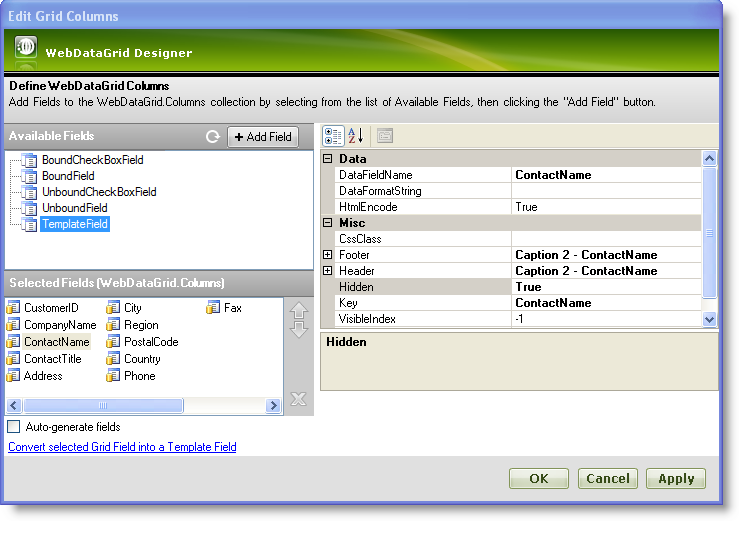 Edit Grid Columns
WebDataGrid Designer
Define WebDataGrid Columns
Add Fields to the WebDataGrid.Columns collection by selecting from the list of Available Fields, then clicking the "Add Field" button.
Available Fields
+ Add Field
BoundCheckBoxField
BoundField
UnboundCheckBoxField
UnboundField
TemplateField
Selected Fields (WebDataGrid.Columns)
CustomerID City Fax
CompanyName Region
ContactName PostalCode
ContactTitle Country
Address Phone
Auto-generate fields
Convert selected Grid Field into a Template Field
Data
DataFieldName ContactName
DataFormatString
HtmlEncode True
Misc
CssClass
Footer Caption 2 - ContactName
Header Caption 2 - ContactName
Hidden True
Key ContactName
VisibleIndex -1
Hidden
OK Cancel Apply